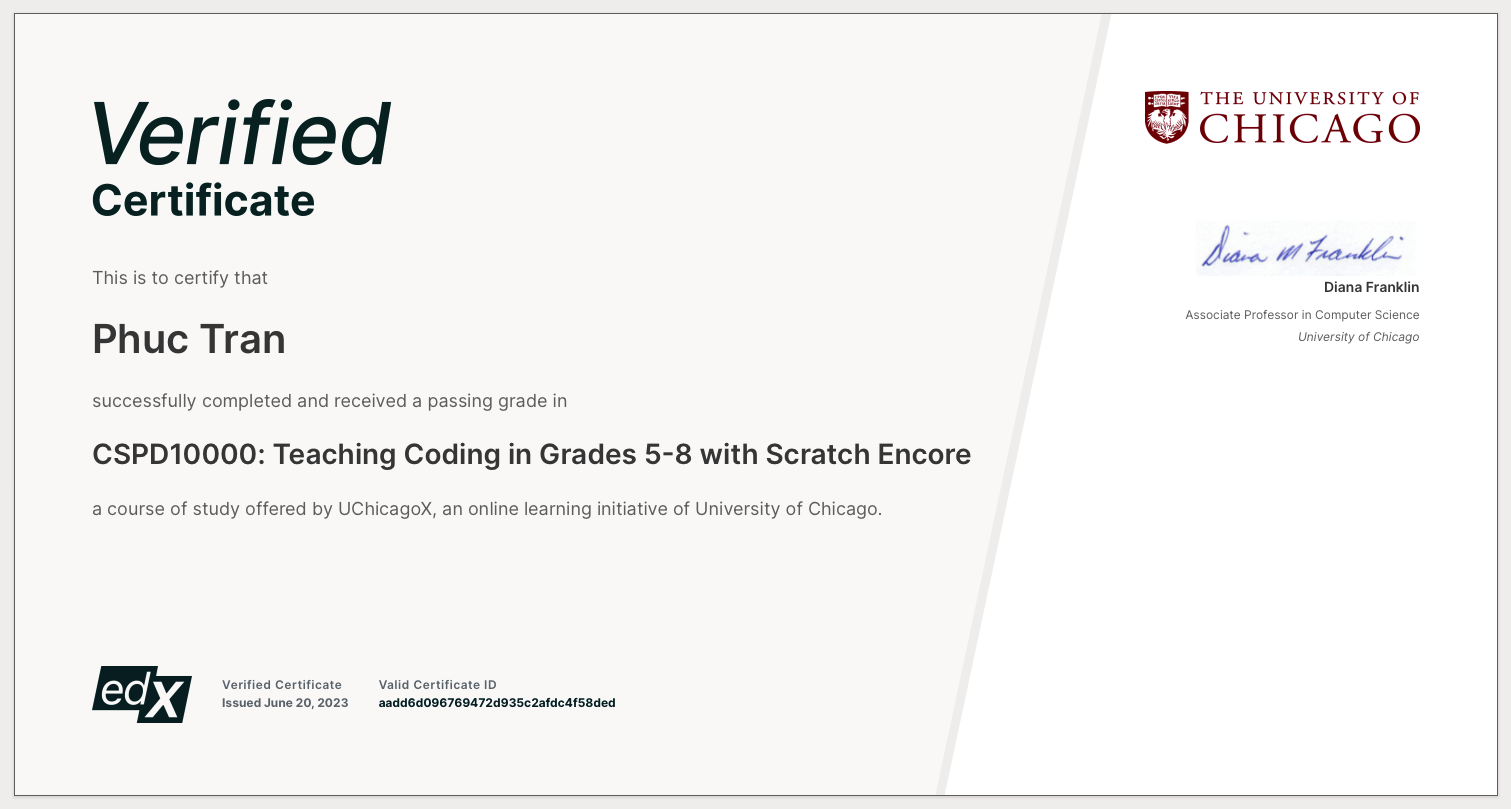 Verified
Certificate
This is to certify that
Phuc Tran
successfully completed and received a passing grade in
CSPD10000: Teaching Coding in Grades 5-8 with Scratch Encore
a course of study offered by UChicagoX, an online learning initiative of University of Chicago.
edX
Verified Certificate
Issued June 20, 2023
Valid Certificate ID
aadd6d096769472d935c2afdc4f58ded
THE UNIVERSITY OF
CHICAGO
Diana M Franklin
Diana Franklin
Associate Professor in Computer Science
University of Chicago